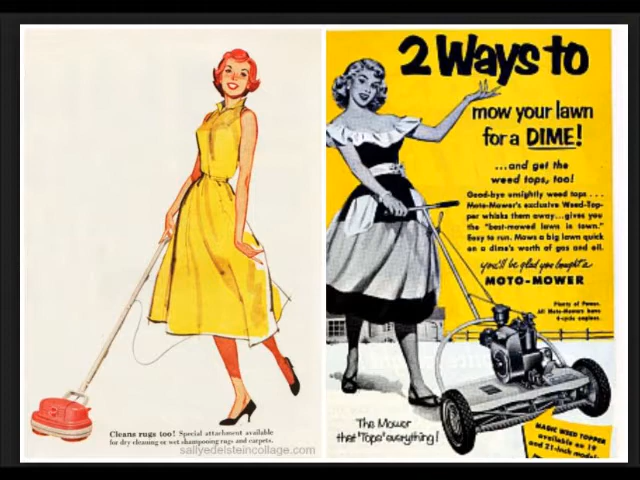 Cleans rugs too! Special attachment available
for dry cleaning or wet shampooing rugs and carpets.
sallyedelsteincollage.com
2 Ways to
mow your lawn
for a DIME!
...and get the
weed tops, too!
Good-bye unsightly weed tops . . .
Moto-Mower's exclusive Weed-Top-
per whisks them away...gives you
the "best-mowed lawn in town."
Easy to run. Mows a big lawn quick
on a dime's worth of gas and oil.
you'll be glad you bought a
MOTO-MOWER
Plenty of Power.
All Moto-Mowers have
4-cycle engines.
The Mower
that "Tops" everything!
MAGIC WEED TOPPER
available on 19
and 21-inch models